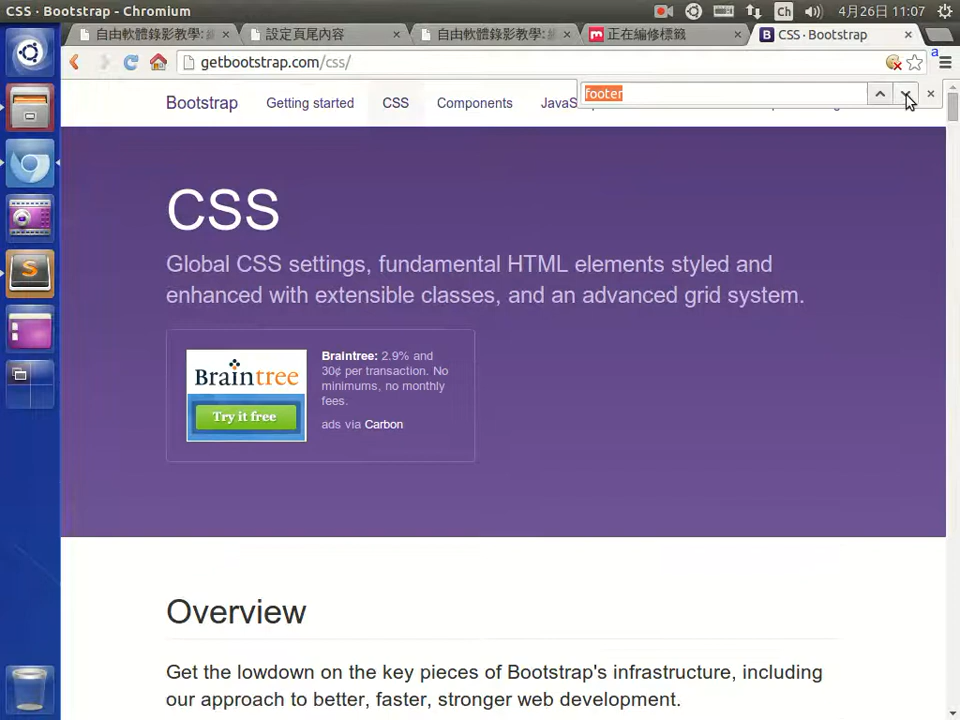 CSS · Bootstrap - Chromium
Ch
4月26日 11:07
自由軟體錄影教學:
設定頁尾內容
自由軟體錄影教學:
正在編修標籤
CSS · Bootstrap
getbootstrap.com/css/
a
Bootstrap
Getting started
CSS
Components
JavaS
footer
CSS
Global CSS settings, fundamental HTML elements styled and
enhanced with extensible classes, and an advanced grid system.
Braintree
Try it free
Braintree: 2.9% and
30¢ per transaction. No
minimums, no monthly
fees.
ads via Carbon
Overview
Get the lowdown on the key pieces of Bootstrap's infrastructure, including
our approach to better, faster, stronger web development.